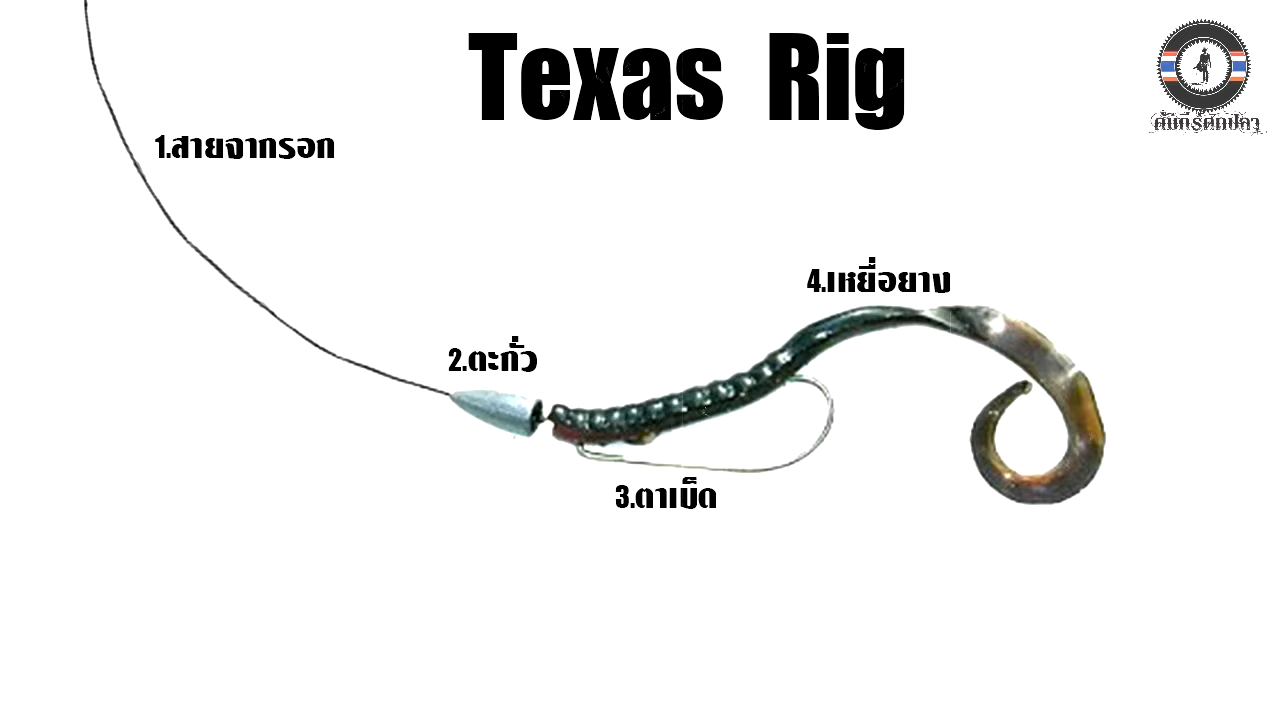 Texas Rig
1.สายจากรอก
4.เหยื่อยาง
2.ตะกั่ว
3.ตาเบ็ด